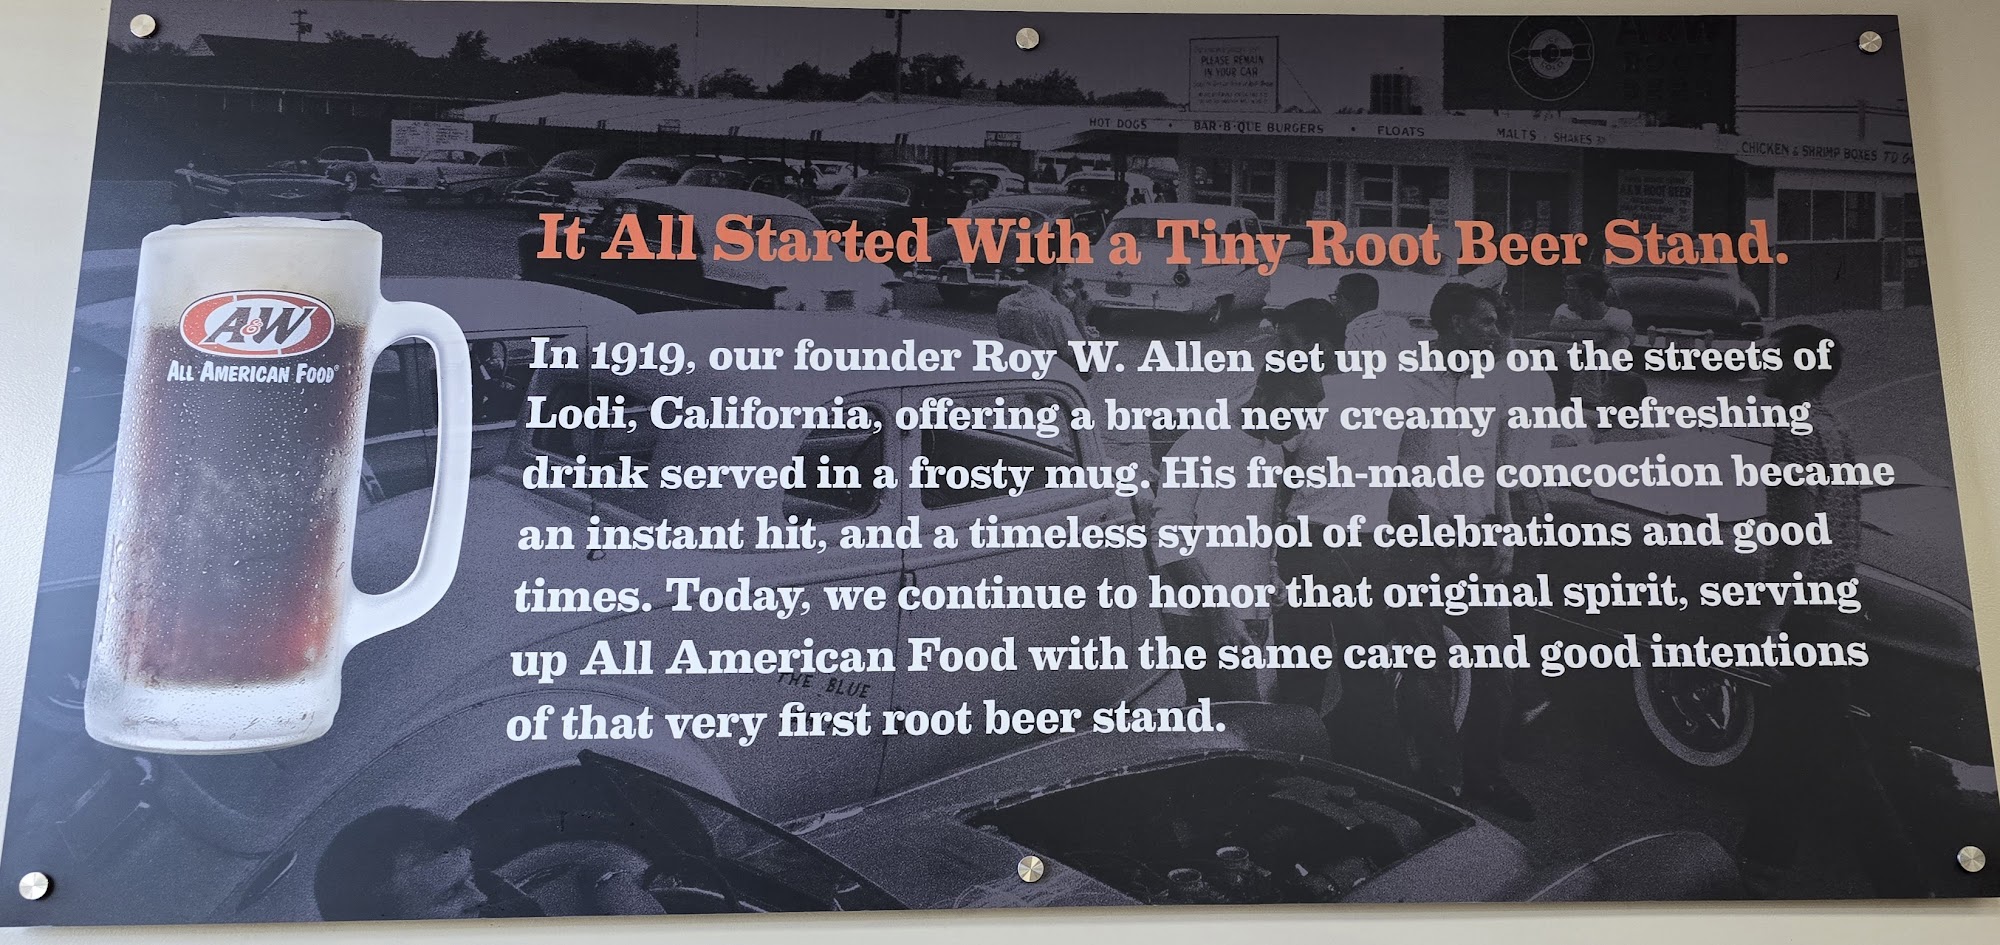 PLEASE REMAIN
IN YOUR CAR
HOT DOGS • BAR-B-QUE BURGERS • FLOATS MALTS • SHAKES
CHICKEN & SHRIMP BOXES TO GO
A&W ROOT BEER
A&W
ALL AMERICAN FOOD®
It All Started With a Tiny Root Beer Stand.
In 1919, our founder Roy W. Allen set up shop on the streets of
Lodi, California, offering a brand new creamy and refreshing
drink served in a frosty mug. His fresh-made concoction became
an instant hit, and a timeless symbol of celebrations and good
times. Today, we continue to honor that original spirit, serving
up All American Food with the same care and good intentions
of that very first root beer stand.
THE BLUE